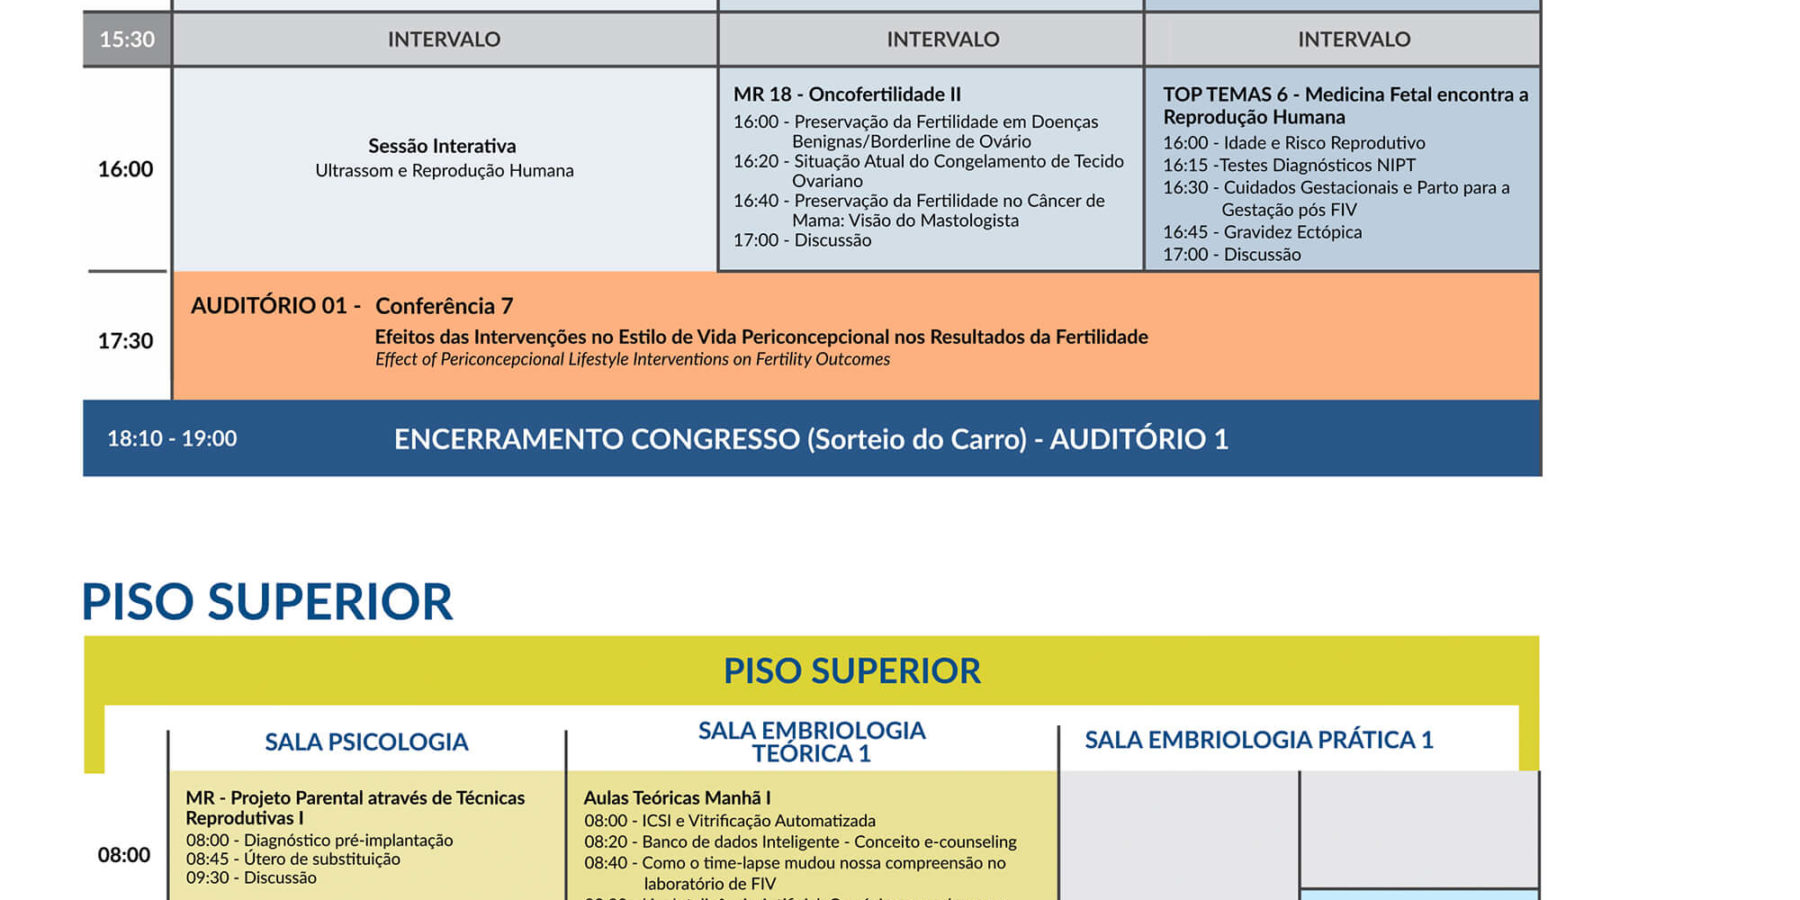 15:30
INTERVALO
INTERVALO
INTERVALO
16:00
Sessão Interativa
Ultrassom e Reprodução Humana
MR 18 - Oncofertilidade II
16:00 - Preservação da Fertilidade em Doenças
Benignas/Borderline de Ovário
16:20 - Situação Atual do Congelamento de Tecido
Ovariano
16:40 - Preservação da Fertilidade no Câncer de
Mama: Visão do Mastologista
17:00 - Discussão
TOP TEMAS 6 - Medicina Fetal encontra a
Reprodução Humana
16:00 - Idade e Risco Reprodutivo
16:15 -Testes Diagnósticos NIPT
16:30 - Cuidados Gestacionais e Parto para a
Gestação pós FIV
16:45 - Gravidez Ectópica
17:00 - Discussão
17:30
AUDITÓRIO 01 - Conferência 7
Efeitos das Intervenções no Estilo de Vida Periconcepcional nos Resultados da Fertilidade
Effect of Periconcepcional Lifestyle Interventions on Fertility Outcomes
18:10 - 19:00
ENCERRAMENTO CONGRESSO (Sorteio do Carro) - AUDITÓRIO 1
PISO SUPERIOR
PISO SUPERIOR
SALA PSICOLOGIA
SALA EMBRIOLOGIA
TEÓRICA 1
SALA EMBRIOLOGIA PRÁTICA 1
08:00
MR - Projeto Parental através de Técnicas
Reprodutivas I
08:00 - Diagnóstico pré-implantação
08:45 - Útero de substituição
09:30 - Discussão
Aulas Teóricas Manhã I
08:00 - ICSI e Vitrificação Automatizada
08:20 - Banco de dados Inteligente - Conceito e-counseling
08:40 - Como o time-lapse mudou nossa compreensão no
laboratório de FIV